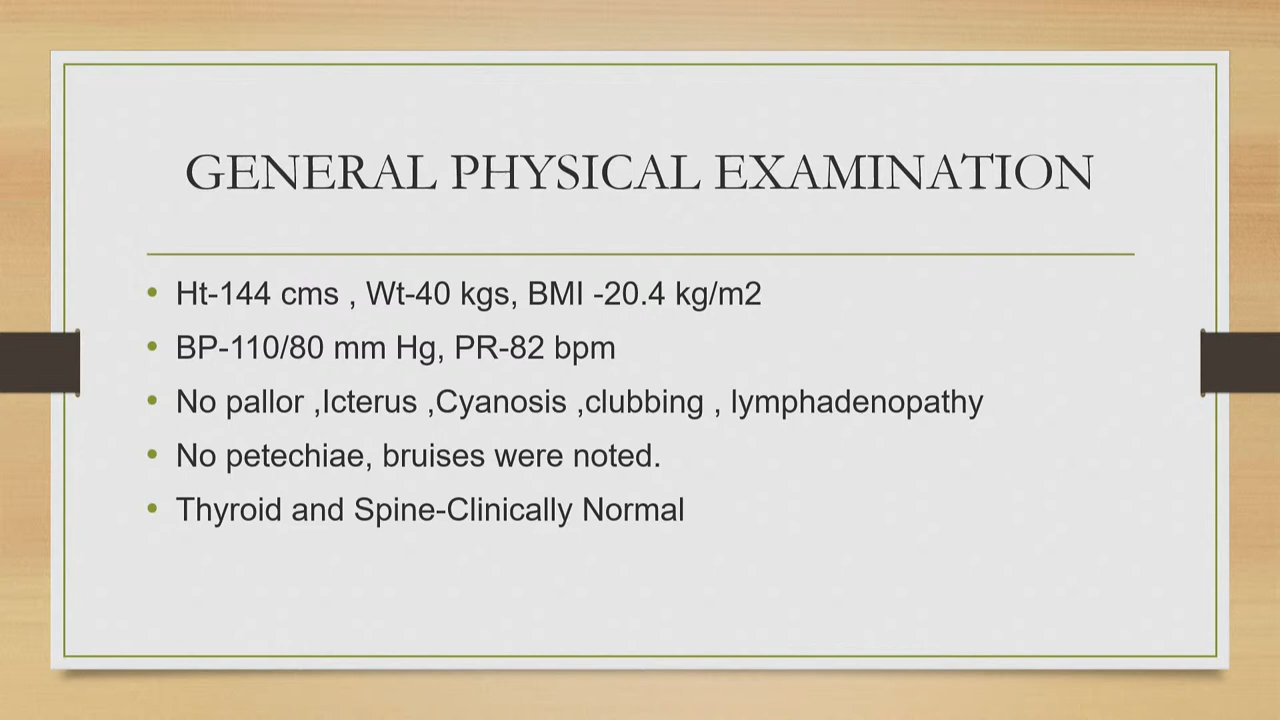 GENERAL PHYSICAL EXAMINATION
• Ht-144 cms , Wt-40 kgs, BMI -20.4 kg/m2
• BP-110/80 mm Hg, PR-82 bpm
• No pallor ,Icterus ,Cyanosis ,clubbing , lymphadenopathy
• No petechiae, bruises were noted.
• Thyroid and Spine-Clinically Normal